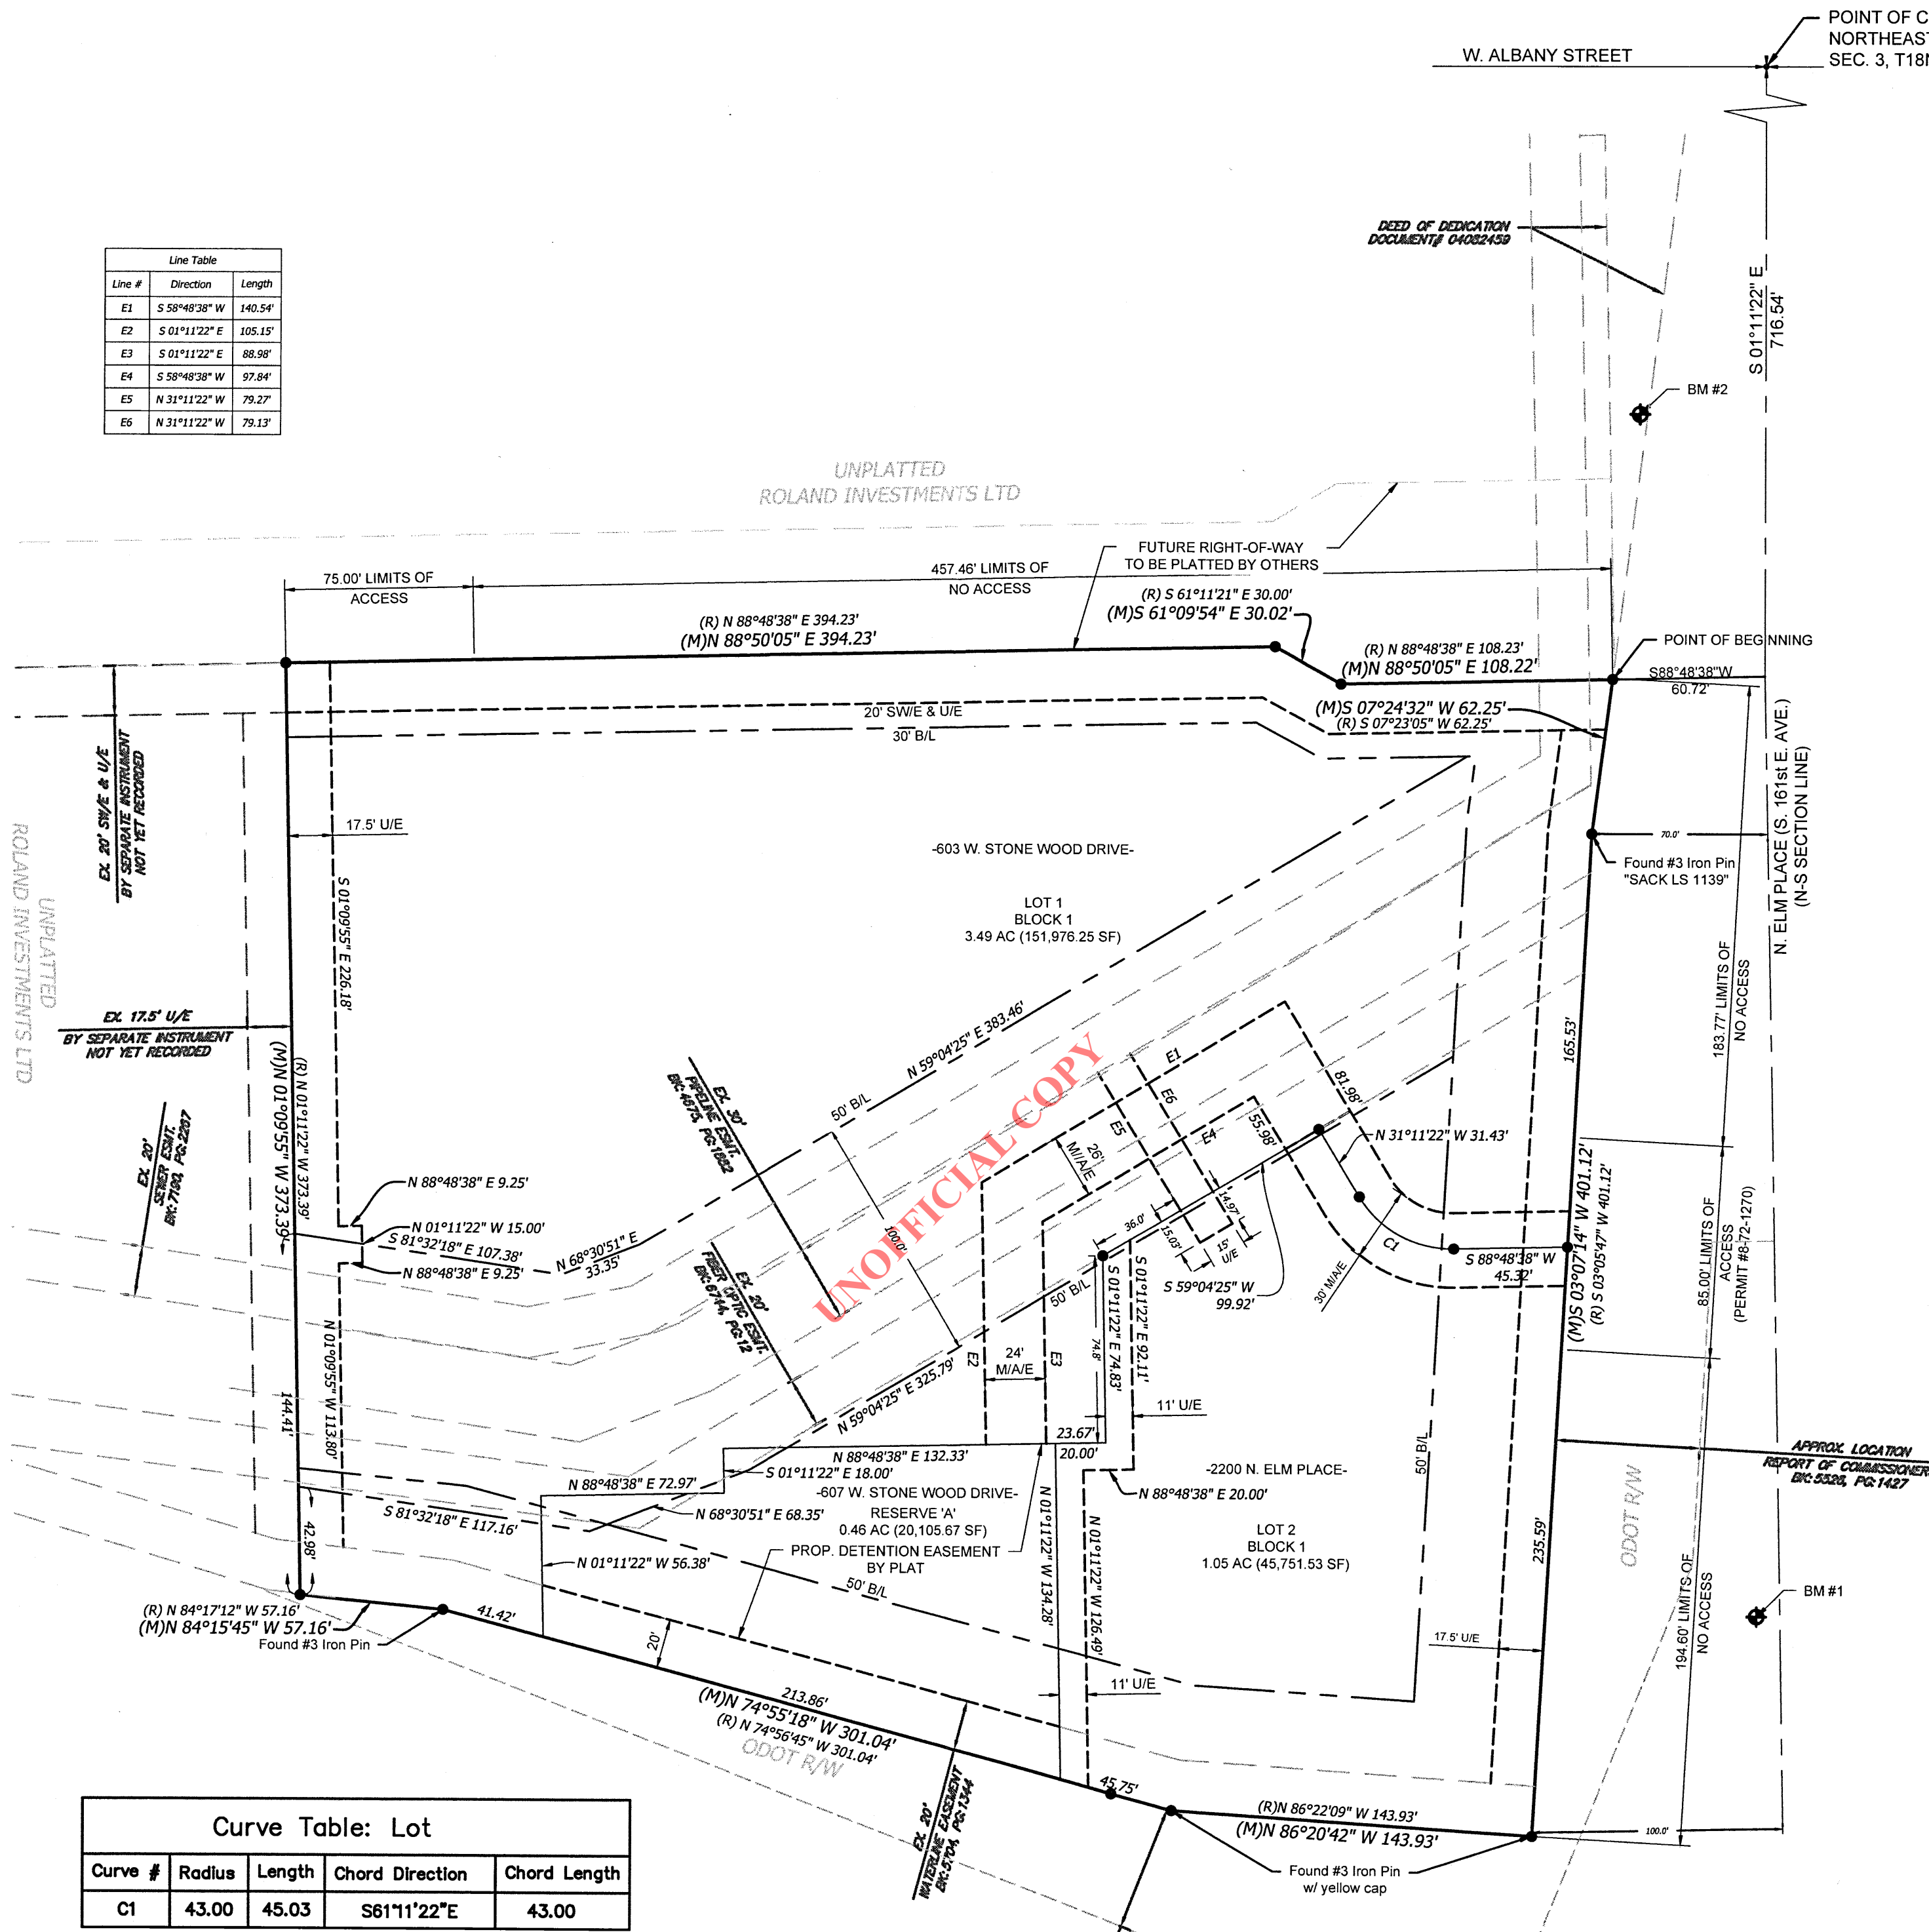 POINT OF C
NORTHEAST
SEC. 3, T18N
W. ALBANY STREET
DEED OF DEDICATION
DOCUMENT# 04082459
S 01°11'22" E
716.54'
BM #2
Line Table
Line # Direction Length
E1 S 58°48'38" W 140.54'
E2 S 01°11'22" E 105.15'
E3 S 01°11'22" E 88.98'
E4 S 58°48'38" W 97.84'
E5 N 31°11'22" W 79.27'
E6 N 31°11'22" W 79.13'
UNPLATTED
ROLAND INVESTMENTS LTD
FUTURE RIGHT-OF-WAY
TO BE PLATTED BY OTHERS
75.00' LIMITS OF
ACCESS
457.46' LIMITS OF
NO ACCESS
(R) N 88°48'38" E 394.23'
(M)N 88°50'05" E 394.23'
(R) S 61°11'21" E 30.00'
(M)S 61°09'54" E 30.02'
(R) N 88°48'38" E 108.23'
(M)N 88°50'05" E 108.22'
POINT OF BEGINNING
S88°48'38"W
60.72'
(M)S 07°24'32" W 62.25'
(R) S 07°23'05" W 62.25'
20' SW/E & U/E
30' B/L
EX. 20' SW/E & U/E
BY SEPARATE INSTRUMENT
NOT YET RECORDED
17.5' U/E
-603 W. STONE WOOD DRIVE-
LOT 1
BLOCK 1
3.49 AC (151,976.25 SF)
70.0'
Found #3 Iron Pin
"SACK LS 1139"
N. ELM PLACE (S. 161st E. AVE.)
(N-S SECTION LINE)
UNPLATTED
ROLAND INVESTMENTS LTD
S 01°09'55" E 226.18'
EX. 17.5' U/E
BY SEPARATE INSTRUMENT
NOT YET RECORDED
(R) N 01°11'22" W 373.39'
(M)N 01°09'55" W 373.39'
EX. 20'
SEWER ESMT.
BK:7190, PG:2207
N 59°04'25" E 383.46'
50' B/L
EX. 30'
PIPELINE ESMT.
BK:4675, PG:1882
UNOFFICIAL COPY
100.0'
N 88°48'38" E 9.25'
N 01°11'22" W 15.00'
S 81°32'18" E 107.38'
N 88°48'38" E 9.25'
N 68°30'51" E
33.35'
EX. 20'
FIBER OPTIC ESMT.
BK:6744, PG:12
E1
E6
E5
E4
26'
M/A/E
81.98'
55.98'
N 31°11'22" W 31.43'
36.0'
14.97'
15.03'
15'
U/E
S 59°04'25" W
99.92'
C1
30' M/A/E
S 88°48'38" W
45.32'
165.53'
183.77' LIMITS OF
NO ACCESS
(M)S 03°07'14" W 401.12'
(R) S 03°05'47" W 401.12'
85.00' LIMITS OF
ACCESS
(PERMIT #8-72-1270)
50' B/L
E2
24'
M/A/E
E3
74.8'
S 01°11'22" E 74.83'
S 01°11'22" E 92.11'
11' U/E
N 59°04'25" E 325.79'
N 01°09'55" W 113.80'
144.41'
42.98'
23.67'
20.00'
N 88°48'38" E 132.33'
S 01°11'22" E 18.00'
N 88°48'38" E 72.97'
S 81°32'18" E 117.16'
N 68°30'51" E 68.35'
-607 W. STONE WOOD DRIVE-
RESERVE 'A'
0.46 AC (20,105.67 SF)
PROP. DETENTION EASEMENT
BY PLAT
50' B/L
N 01°11'22" W 56.38'
N 01°11'22" W 134.28'
N 01°11'22" W 126.49'
N 88°48'38" E 20.00'
-2200 N. ELM PLACE-
LOT 2
BLOCK 1
1.05 AC (45,751.53 SF)
50' B/L
235.59'
APPROX. LOCATION
REPORT OF COMMISSIONERS
BK:5528, PG:1427
ODOT R/W
194.60' LIMITS OF
NO ACCESS
BM #1
17.5' U/E
11' U/E
(R) N 84°17'12" W 57.16'
(M)N 84°15'45" W 57.16'
Found #3 Iron Pin
41.42'
20'
213.86'
(M)N 74°55'18" W 301.04'
(R) N 74°56'45" W 301.04'
ODOT R/W
EX. 20'
WATERLINE EASEMENT
BK:5704, PG:1344
45.75'
(R)N 86°22'09" W 143.93'
(M)N 86°20'42" W 143.93'
100.0'
Found #3 Iron Pin
w/ yellow cap
Curve Table: Lot
Curve # Radius Length Chord Direction Chord Length
C1 43.00 45.03 S61°11'22"E 43.00